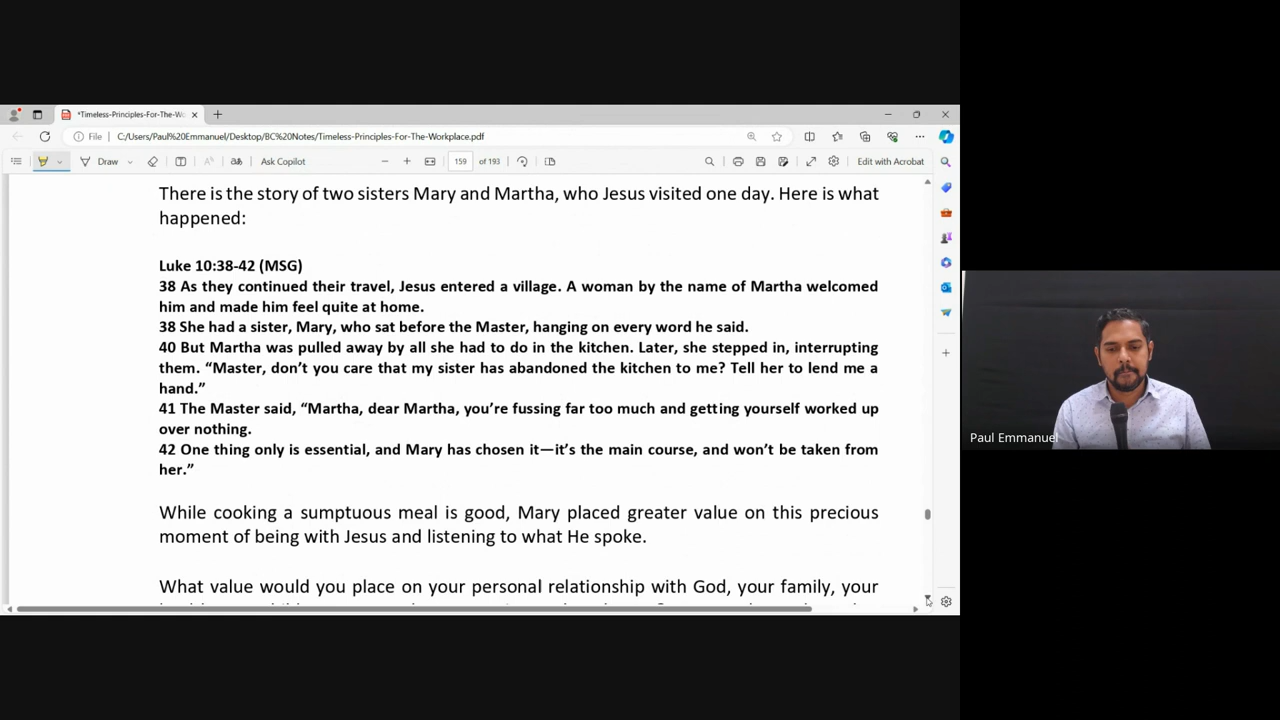 *Timeless-Principles-For-The-Wo
File
C:/Users/Paul%20Emmanuel/Desktop/BC%20Notes/Timeless-Principles-For-The-Workplace.pdf
Draw
Ask Copilot
159 of 193
Edit with Acrobat
There is the story of two sisters Mary and Martha, who Jesus visited one day. Here is what
happened:
Luke 10:38-42 (MSG)
38 As they continued their travel, Jesus entered a village. A woman by the name of Martha welcomed
him and made him feel quite at home.
38 She had a sister, Mary, who sat before the Master, hanging on every word he said.
40 But Martha was pulled away by all she had to do in the kitchen. Later, she stepped in, interrupting
them. “Master, don’t you care that my sister has abandoned the kitchen to me? Tell her to lend me a
hand.”
41 The Master said, “Martha, dear Martha, you’re fussing far too much and getting yourself worked up
over nothing.
42 One thing only is essential, and Mary has chosen it—it’s the main course, and won’t be taken from
her.”
While cooking a sumptuous meal is good, Mary placed greater value on this precious
moment of being with Jesus and listening to what He spoke.
What value would you place on your personal relationship with God, your family, your
Paul Emmanuel